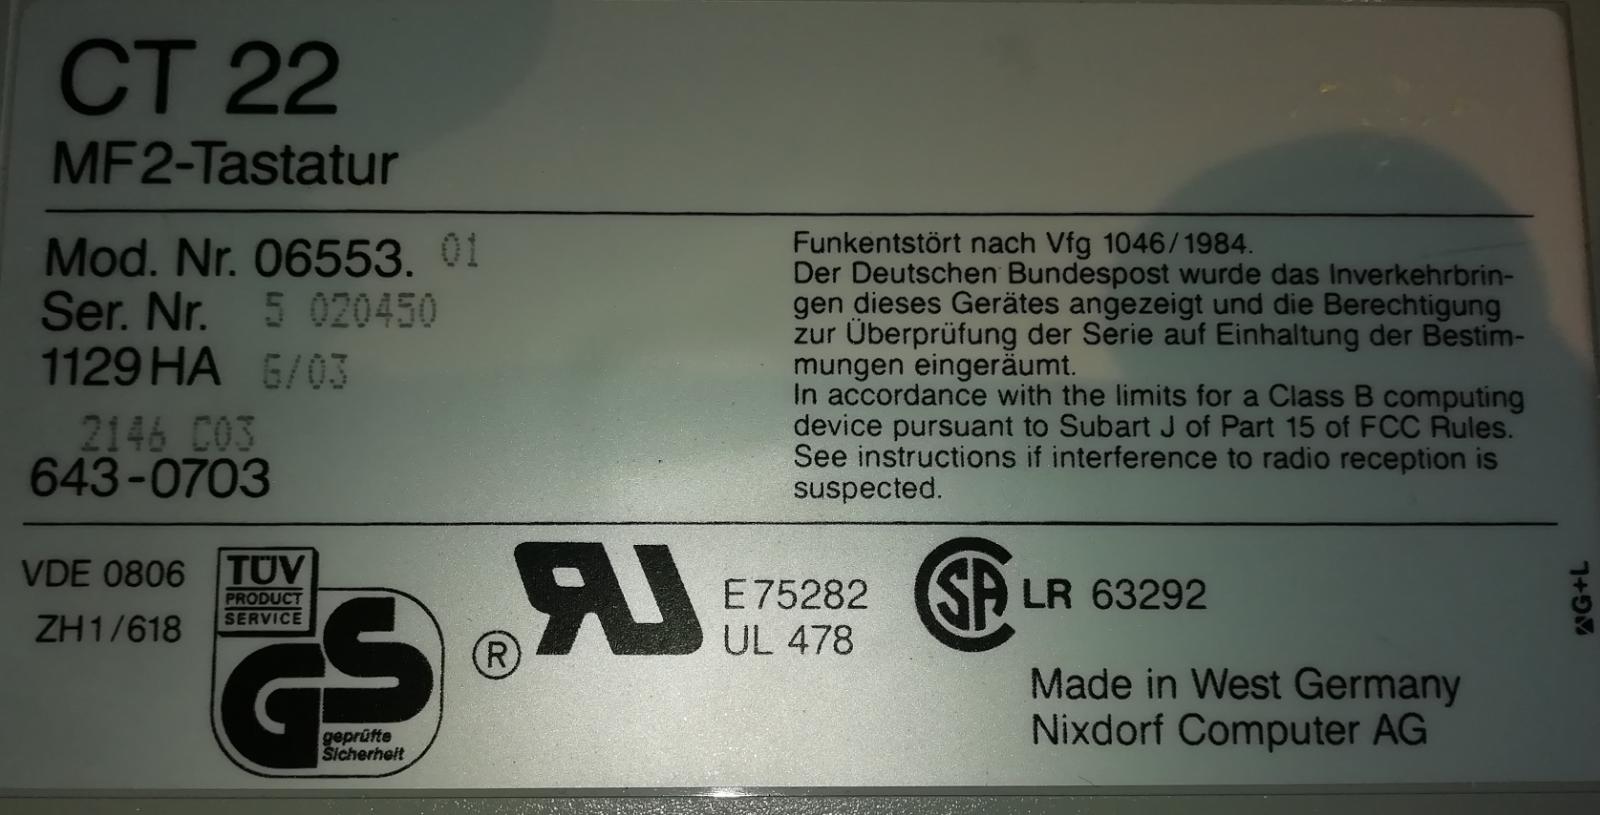 CT 22
MF2-Tastatur
Mod. Nr. 06553. 01
Ser. Nr. 5 020450
1129 HA 6/03
2146 C03
643-0703
Funkentstört nach Vfg 1046/1984.
Der Deutschen Bundespost wurde das Inverkehrbrin-
gen dieses Gerätes angezeigt und die Berechtigung
zur Überprüfung der Serie auf Einhaltung der Bestim-
mungen eingeräumt.
In accordance with the limits for a Class B computing
device pursuant to Subart J of Part 15 of FCC Rules.
See instructions if interference to radio reception is
suspected.
VDE 0806
ZH1/618
TÜV
PRODUCT
SERVICE
GS
geprüfte
Sicherheit
®
RU
E75282
UL 478
SA LR 63292
Made in West Germany
Nixdorf Computer AG
G+L